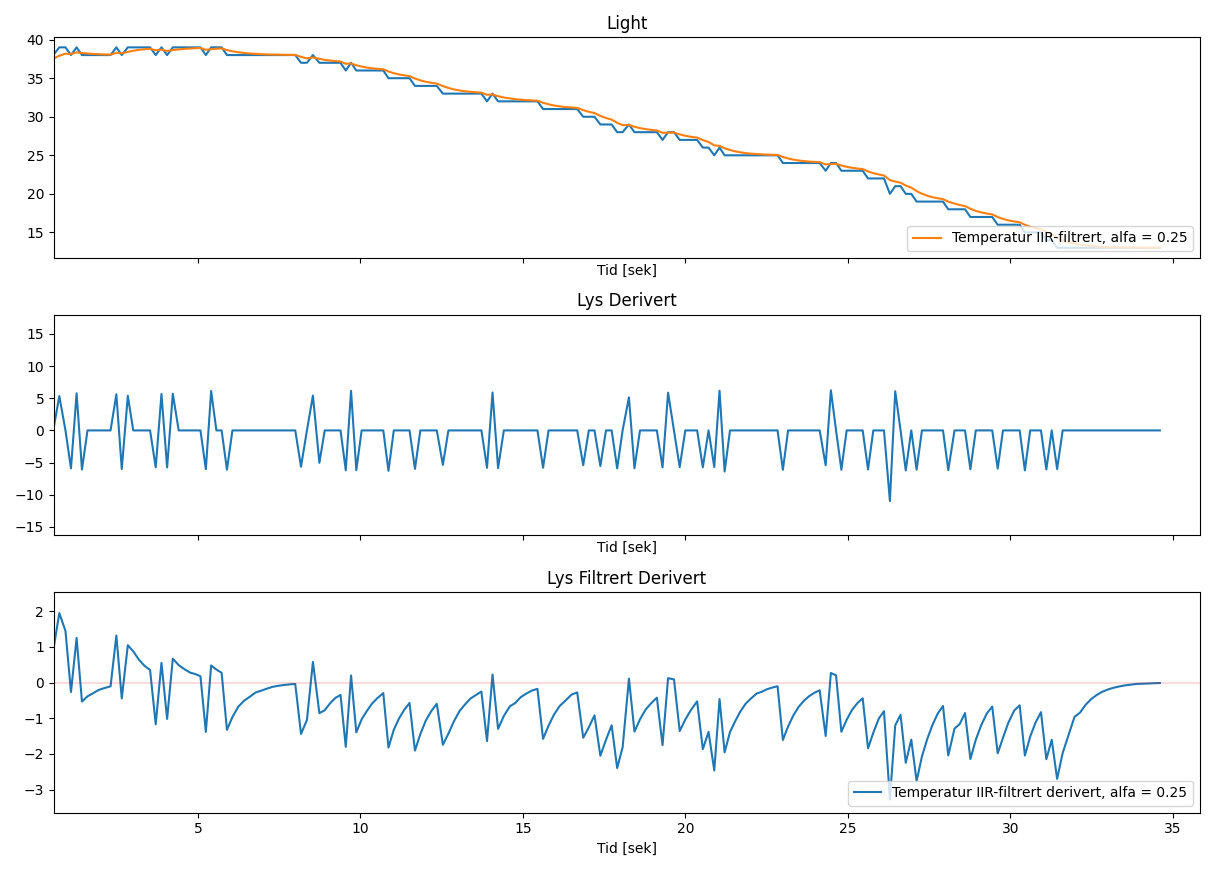 Light
40
35
30
25
20
15
Temperatur IIR-filtrert, alfa = 0.25
Tid [sek]
Lys Derivert
15
10
5
0
−5
−10
−15
Tid [sek]
Lys Filtrert Derivert
2
1
0
−1
−2
−3
Temperatur IIR-filtrert derivert, alfa = 0.25
5 10 15 20 25 30 35
Tid [sek]